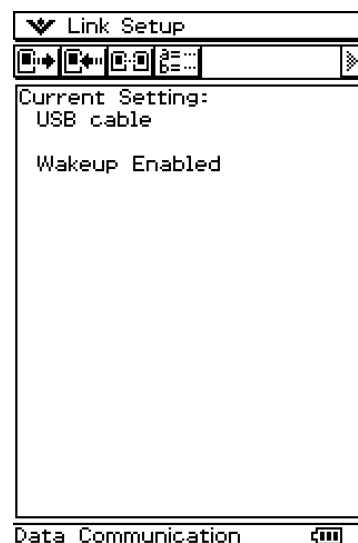 Link Setup
Current Setting:
USB cable
Wakeup Enabled
Data Communication